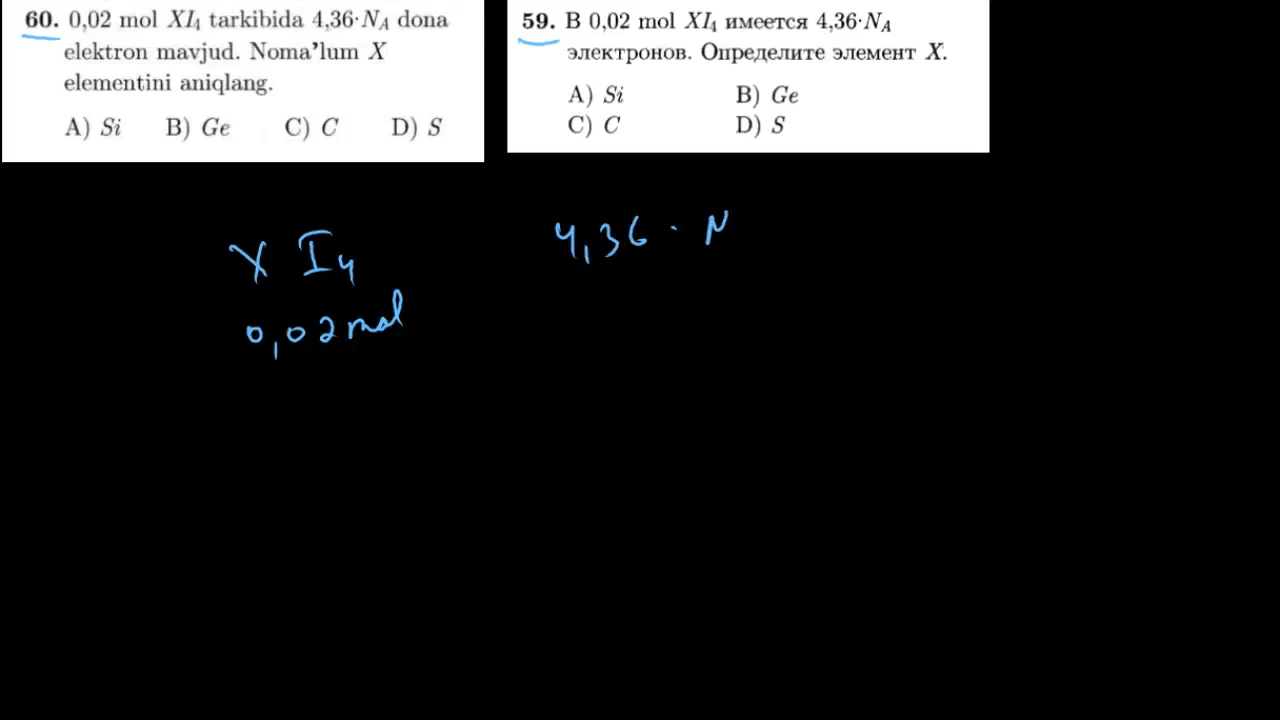 60. 0,02 mol XI₄ tarkibida 4,36·N_A dona
elektron mavjud. Noma’lum X
elementini aniqlang.
A) Si B) Ge C) C D) S
59. В 0,02 mol XI₄ имеется 4,36·N_A
электронов. Определите элемент X.
A) Si B) Ge
C) C D) S
X I₄ 4,36 · N
0,02 mol